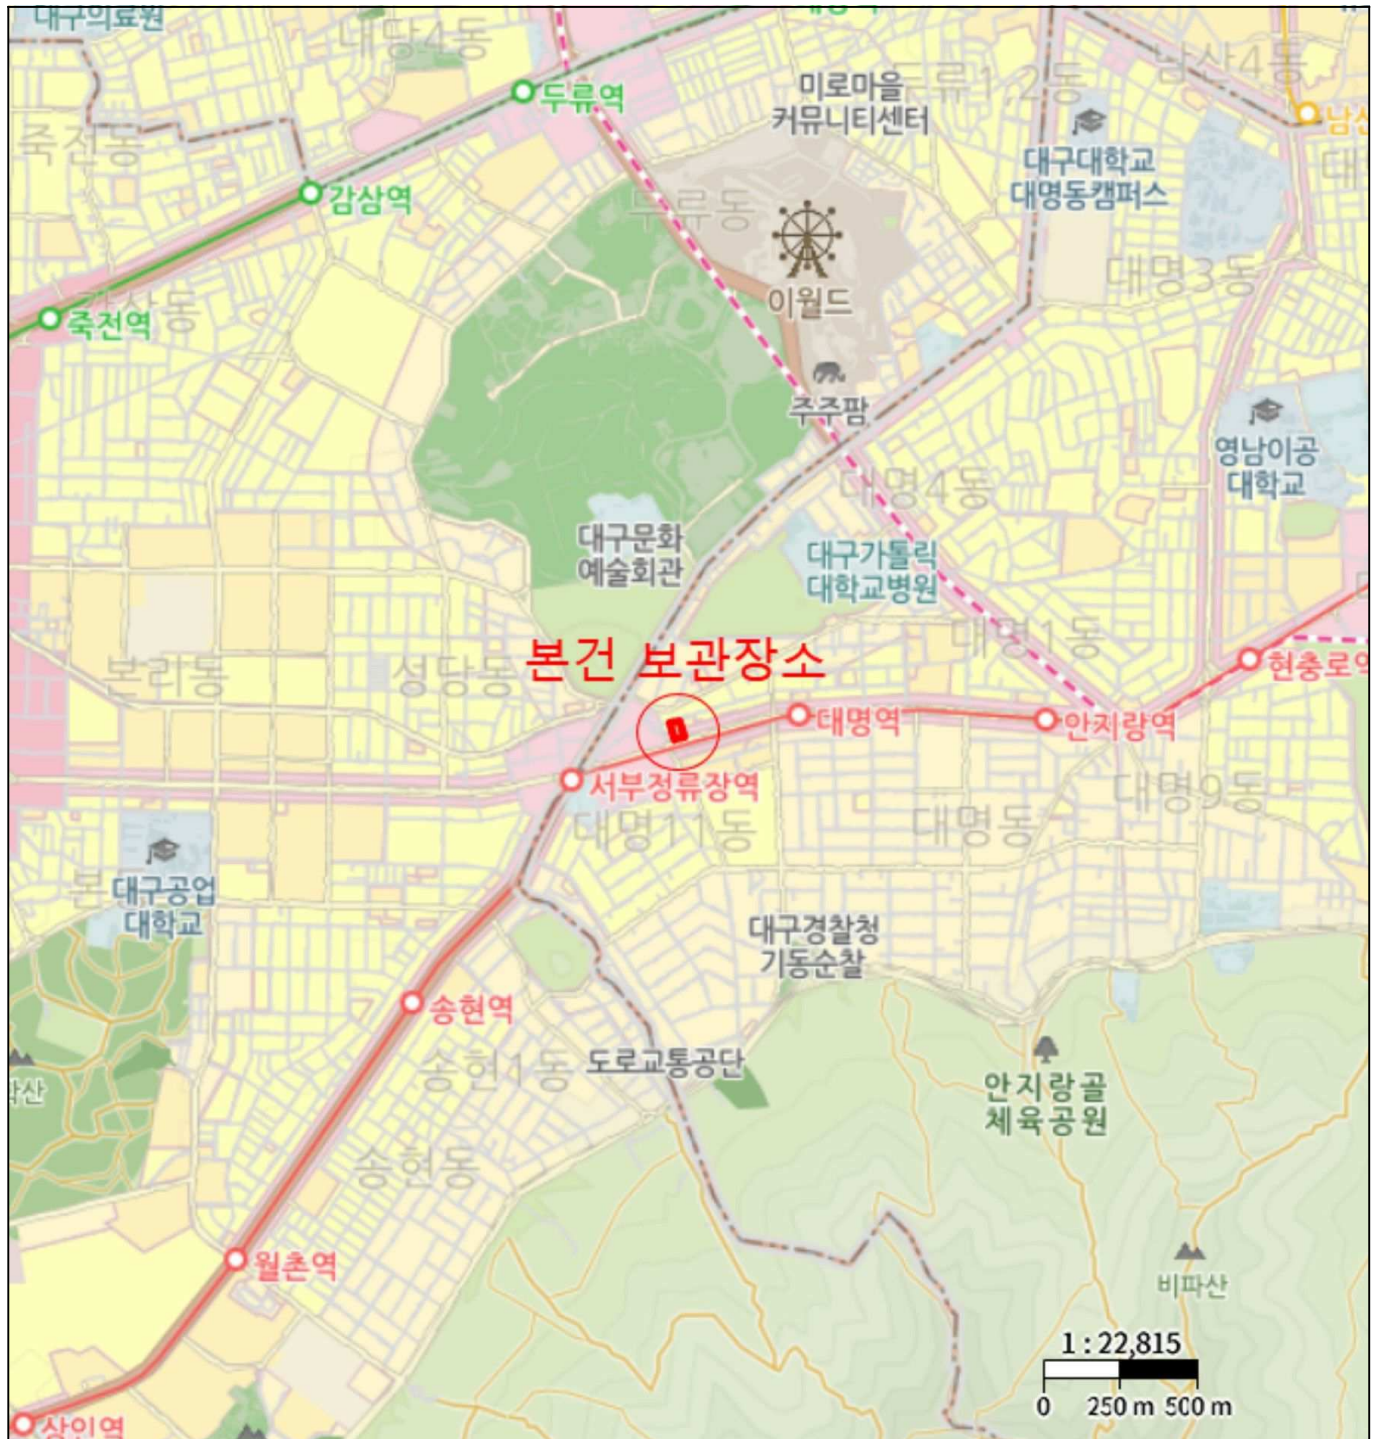 대구의료원
내당4동
두류역
미로마을
커뮤니티센터
두류1,2동
남산4동
죽전동
대구대학교
대명동캠퍼스
감삼역
두류동
이월드
대명3동
감삼동
죽전역
주주팜
영남이공
대학교
대명4동
대구문화
예술회관
대구가톨릭
대학교병원
대명1동
본건 보관장소
본리동
성당동
현충로역
대명역
안지랑역
서부정류장역
대명11동
대명동
대명9동
대구공업
대학교
대구경찰청
기동순찰
송현역
송현1동
도로교통공단
안지랑골
체육공원
송현동
월촌역
비파산
1 : 22,815
0 250 m 500 m
상인역